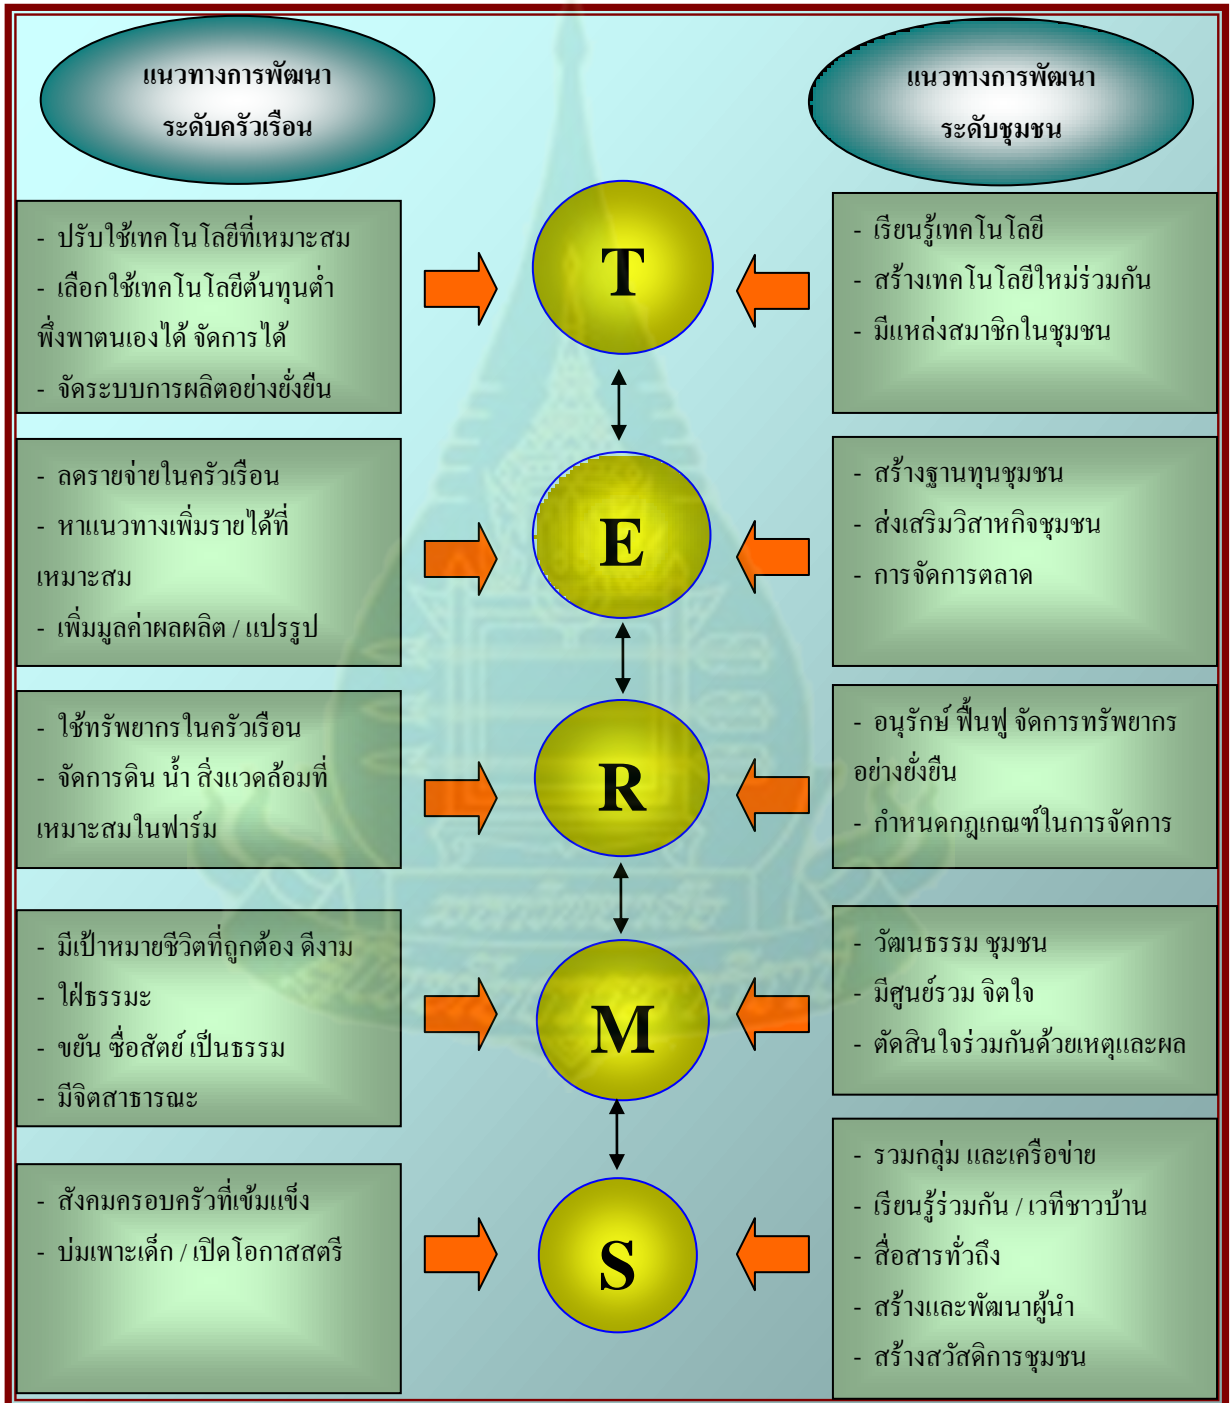 แนวทางการพัฒนา
ระดับครัวเรือน
แนวทางการพัฒนา
ระดับชุมชน
- ปรับใช้เทคโนโลยีที่เหมาะสม
- เลือกใช้เทคโนโลยีต้นทุนต่ำ
พึ่งพาตนเองได้ จัดการได้
- จัดระบบการผลิตอย่างยั่งยืน
T
- เรียนรู้เทคโนโลยี
- สร้างเทคโนโลยีใหม่ร่วมกัน
- มีแหล่งสมาชิกในชุมชน
- ลดรายจ่ายในครัวเรือน
- หาแนวทางเพิ่มรายได้ที่
เหมาะสม
- เพิ่มมูลค่าผลผลิต / แปรรูป
E
- สร้างฐานทุนชุมชน
- ส่งเสริมวิสาหกิจชุมชน
- การจัดการตลาด
- ใช้ทรัพยากรในครัวเรือน
- จัดการดิน น้ำ สิ่งแวดล้อมที่
เหมาะสมในฟาร์ม
R
- อนุรักษ์ ฟื้นฟู จัดการทรัพยากร
อย่างยั่งยืน
- กำหนดกฎเกณฑ์ในการจัดการ
- มีเป้าหมายชีวิตที่ถูกต้อง ดีงาม
- ใฝ่ธรรมะ
- ขยัน ซื่อสัตย์ เป็นธรรม
- มีจิตสาธารณะ
M
- วัฒนธรรม ชุมชน
- มีศูนย์รวม จิตใจ
- ตัดสินใจร่วมกันด้วยเหตุและผล
- สังคมครอบครัวที่เข้มแข็ง
- บ่มเพาะเด็ก / เปิดโอกาสสตรี
S
- รวมกลุ่ม และเครือข่าย
- เรียนรู้ร่วมกัน / เวทีชาวบ้าน
- สื่อสารทั่วถึง
- สร้างและพัฒนาผู้นำ
- สร้างสวัสดิการชุมชน